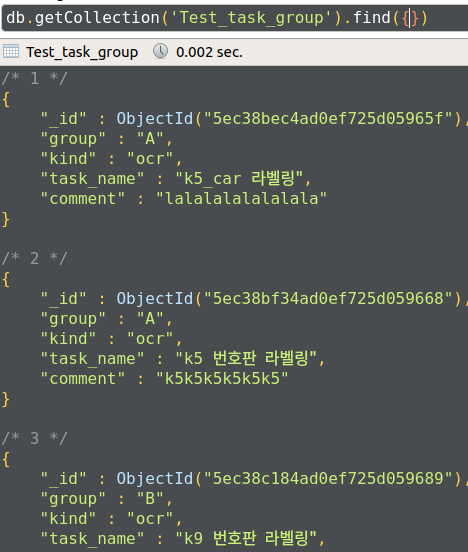 db.getCollection('Test_task_group').find({})
Test_task_group 0.002 sec.
/* 1 */
{
    "_id" : ObjectId("5ec38bec4ad0ef725d05965f"),
    "group" : "A",
    "kind" : "ocr",
    "task_name" : "k5_car 라벨링",
    "comment" : "lalalalalalalala"
}
/* 2 */
{
    "_id" : ObjectId("5ec38bf34ad0ef725d059668"),
    "group" : "A",
    "kind" : "ocr",
    "task_name" : "k5 번호판 라벨링",
    "comment" : "k5k5k5k5k5k5"
}
/* 3 */
{
    "_id" : ObjectId("5ec38c184ad0ef725d059689"),
    "group" : "B",
    "kind" : "ocr",
    "task_name" : "k9 번호판 라벨링",